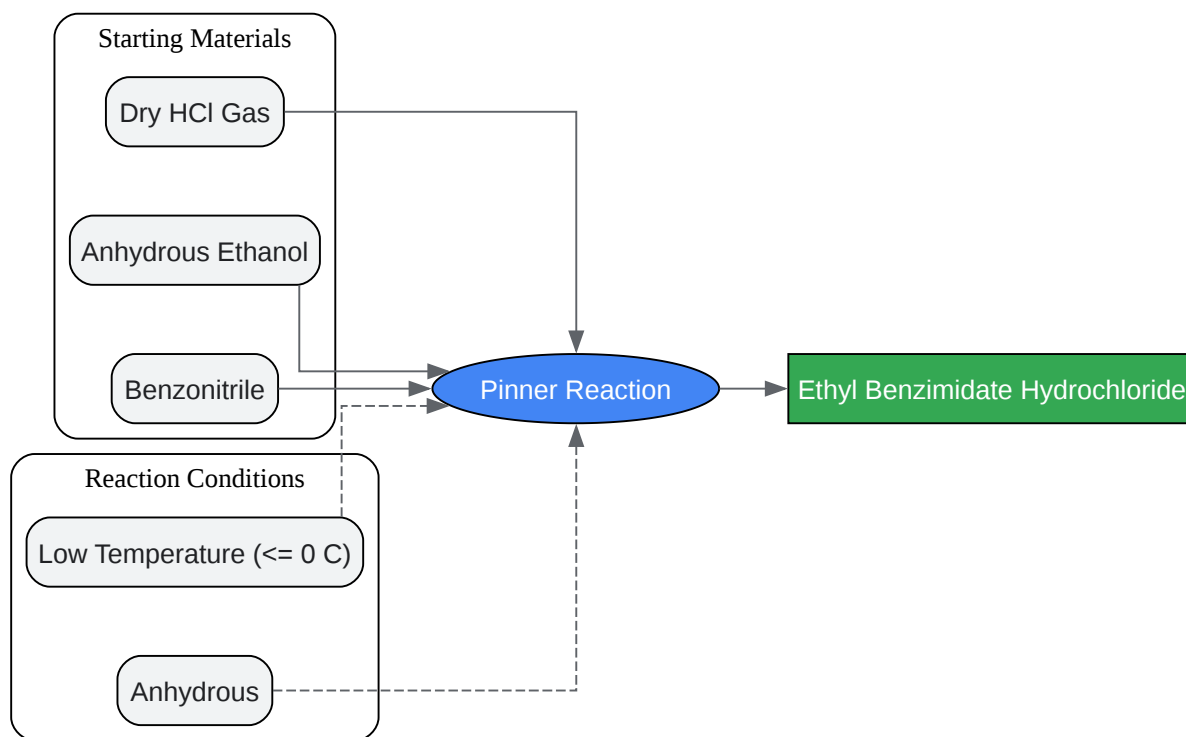 Starting Materials
Dry HCl Gas
Anhydrous Ethanol
Benzonitrile
Pinner Reaction
Ethyl Benzimidate Hydrochloride
Reaction Conditions
Low Temperature (<= 0 C)
Anhydrous